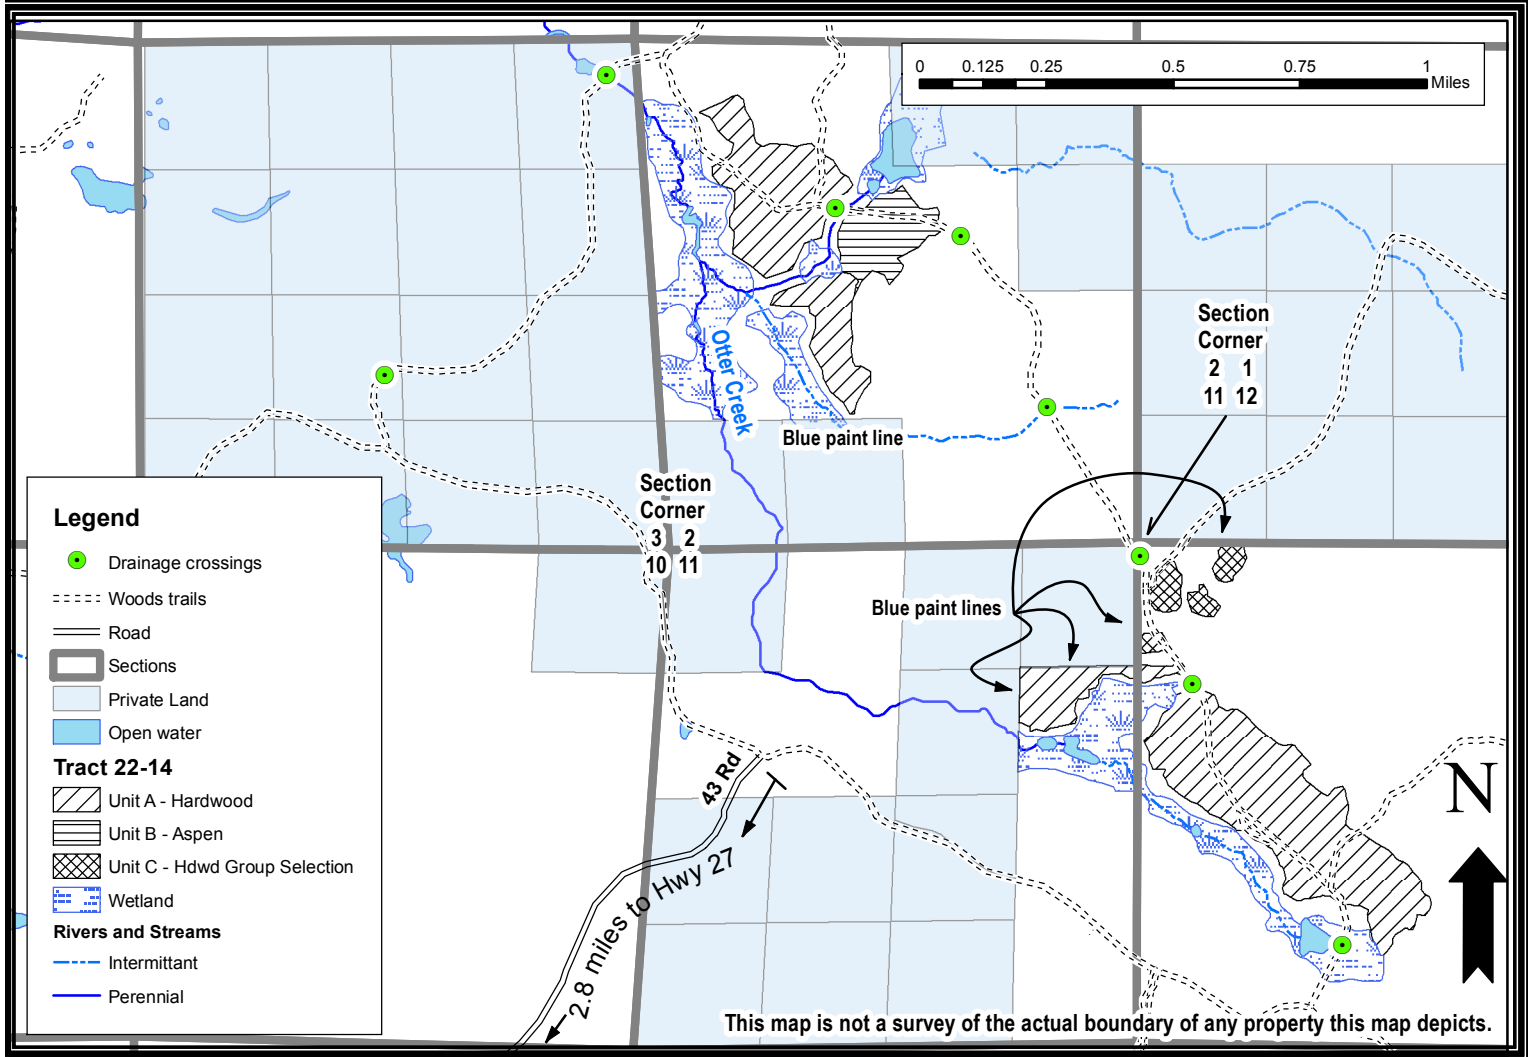 0 0.125 0.25 0.5 0.75 1
Miles
Section
Corner
2 1
11 12
Otter Creek
Blue paint line
Section
Corner
3 2
10 11
Blue paint lines
43 Rd
2.8 miles to Hwy 27
Legend
Drainage crossings
Woods trails
Road
Sections
Private Land
Open water
Tract 22-14
Unit A - Hardwood
Unit B - Aspen
Unit C - Hdwd Group Selection
Wetland
Rivers and Streams
Intermittant
Perennial
N
This map is not a survey of the actual boundary of any property this map depicts.